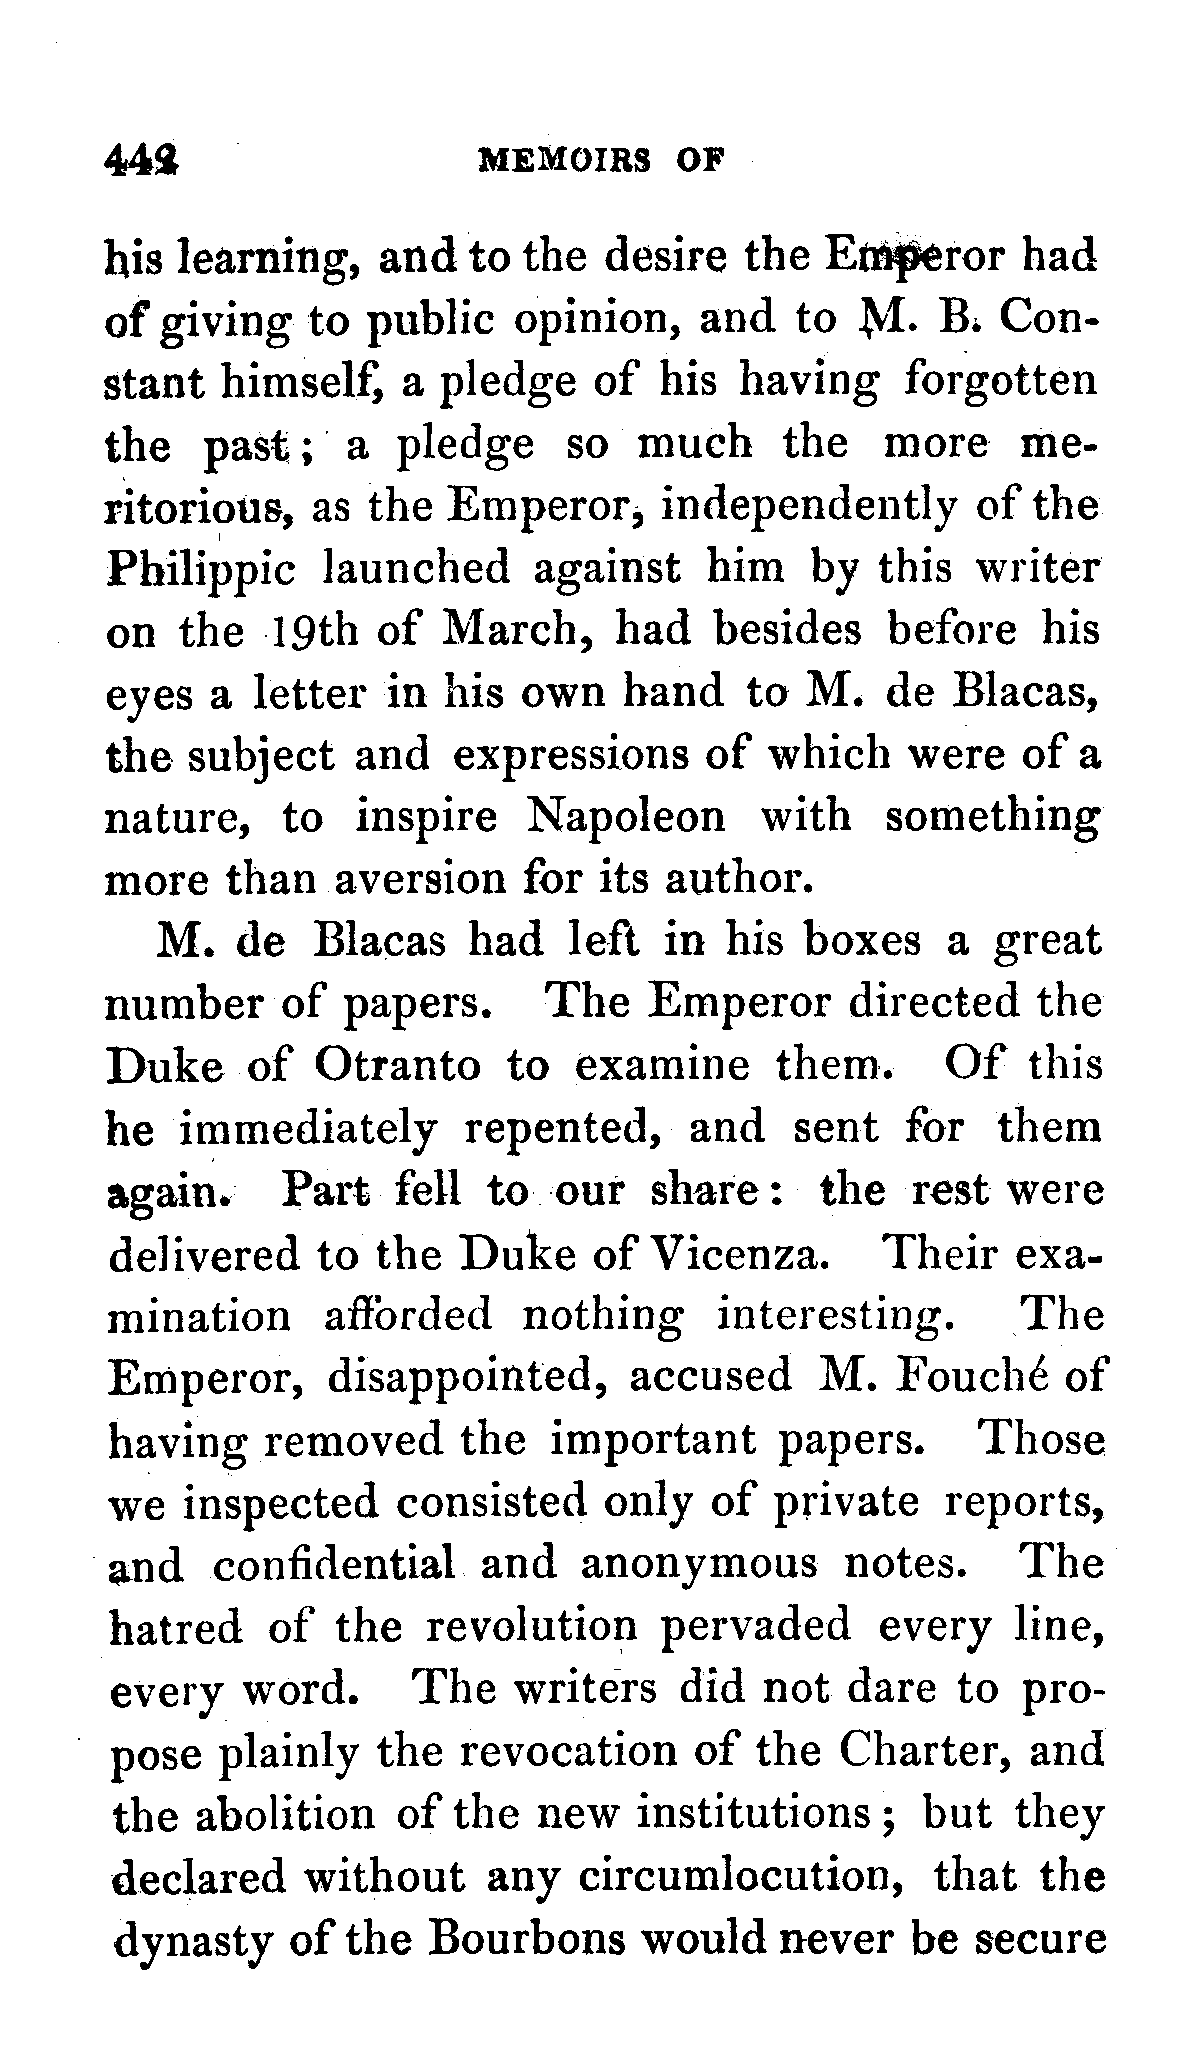 442 MEMOIRS OF
his learning, and to the desire the Emperor had
of giving to public opinion, and to M. B. Con-
stant himself, a pledge of his having forgotten
the past; a pledge so much the more me-
ritorious, as the Emperor, independently of the
Philippic launched against him by this writer
on the 19th of March, had besides before his
eyes a letter in his own hand to M. de Blacas,
the subject and expressions of which were of a
nature, to inspire Napoleon with something
more than aversion for its author.
M. de Blacas had left in his boxes a great
number of papers. The Emperor directed the
Duke of Otranto to examine them. Of this
he immediately repented, and sent for them
again. Part fell to our share: the rest were
delivered to the Duke of Vicenza. Their exa-
mination afforded nothing interesting. The
Emperor, disappointed, accused M. Fouché of
having removed the important papers. Those
we inspected consisted only of private reports,
and confidential and anonymous notes. The
hatred of the revolution pervaded every line,
every word. The writers did not dare to pro-
pose plainly the revocation of the Charter, and
the abolition of the new institutions; but they
declared without any circumlocution, that the
dynasty of the Bourbons would never be secure